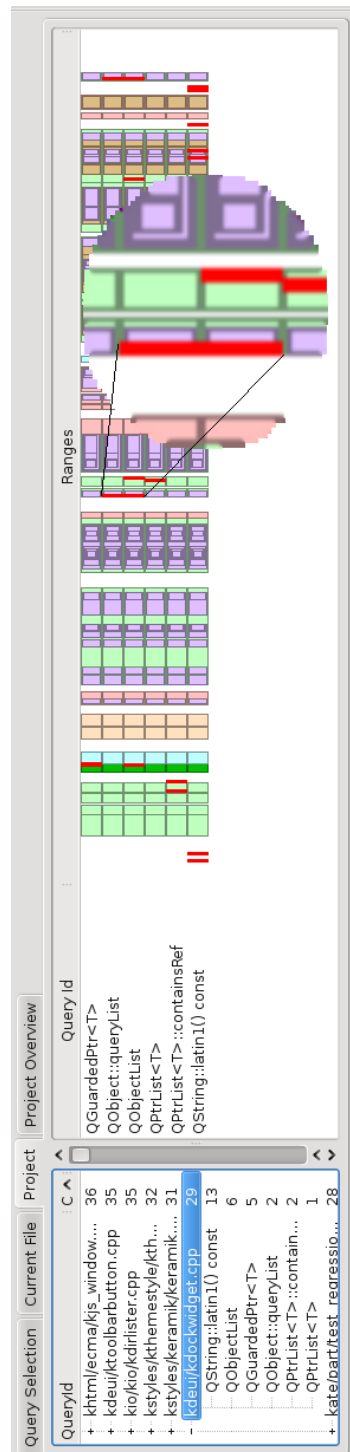 Query Selection
Current File
Project
Project Overview
QueryId
C
khtml/ecma/kjs_window....
36
kdeui/ktoolbarbutton.cpp
35
kio/kio/kdirlister.cpp
35
kstyles/kthemestyle/kth...
32
kstyles/keramik/keramik....
31
kdeui/kdockwidget.cpp
29
QString::latin1() const
13
QObjectList
6
QGuardedPtr<T>
5
QObject::queryList
2
QPtrList<T>::contain...
2
QPtrList<T>
1
kate/part/test_regressio...
28
Query Id
Ranges
QGuardedPtr<T>
QObject::queryList
QObjectList
QPtrList<T>
QPtrList<T>::containsRef
QString::latin1() const